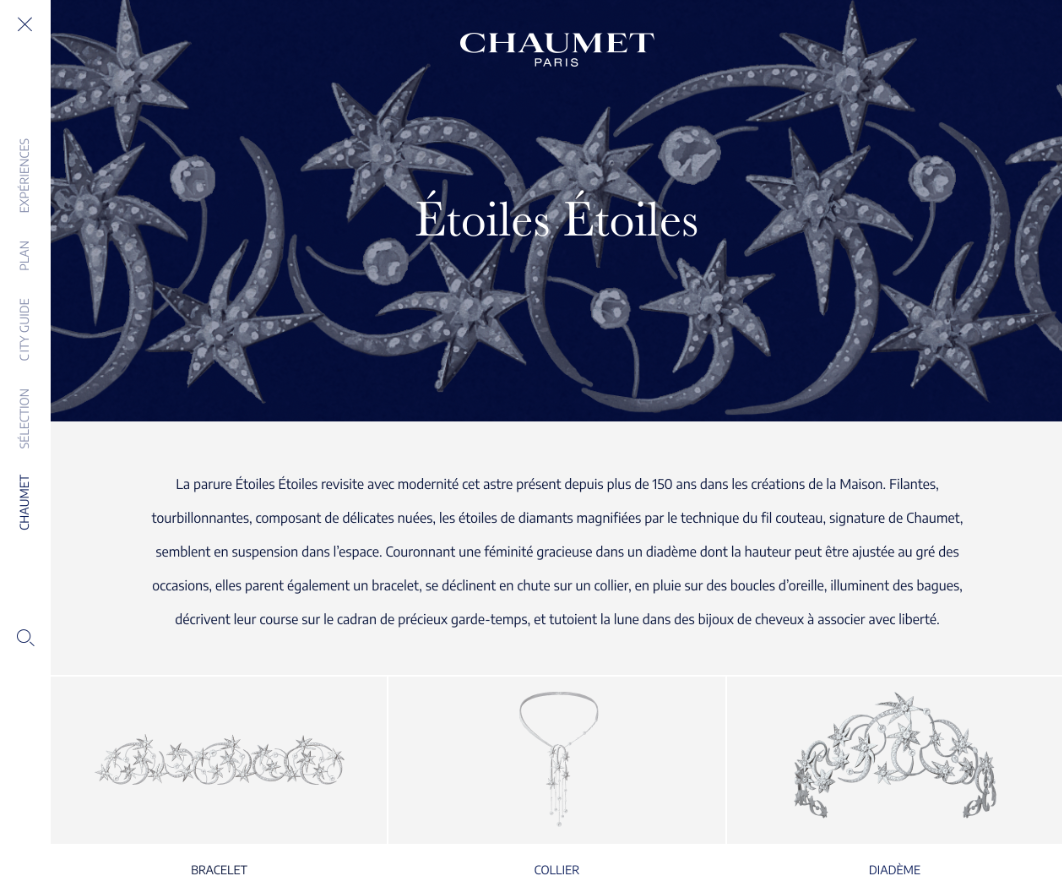 CHAUMET
PARIS
Étoiles Étoiles
EXPÉRIENCES
PLAN
CITY GUIDE
SÉLECTION
CHAUMET
La parure Étoiles Étoiles revisite avec modernité cet astre présent depuis plus de 150 ans dans les créations de la Maison. Filantes,
tourbillonnantes, composant de délicates nuées, les étoiles de diamants magnifiées par le technique du fil couteau, signature de Chaumet,
semblent en suspension dans l’espace. Couronnant une féminité gracieuse dans un diadème dont la hauteur peut être ajustée au gré des
occasions, elles parent également un bracelet, se déclinent en chute sur un collier, en pluie sur des boucles d’oreille, illuminent des bagues,
décrivent leur course sur le cadran de précieux garde-temps, et tutoient la lune dans des bijoux de cheveux à associer avec liberté.
BRACELET
COLLIER
DIADÈME